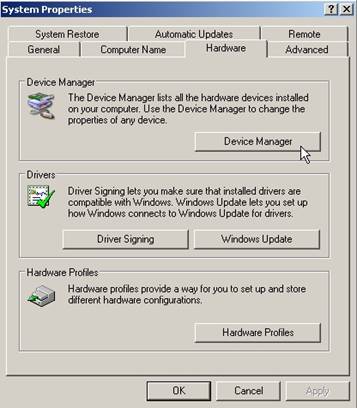 System Properties
System Restore Automatic Updates Remote
General Computer Name Hardware Advanced
Device Manager
The Device Manager lists all the hardware devices installed
on your computer. Use the Device Manager to change the
properties of any device.
Device Manager
Drivers
Driver Signing lets you make sure that installed drivers are
compatible with Windows. Windows Update lets you set up
how Windows connects to Windows Update for drivers.
Driver Signing Windows Update
Hardware Profiles
Hardware profiles provide a way for you to set up and store
different hardware configurations.
Hardware Profiles
OK Cancel Apply